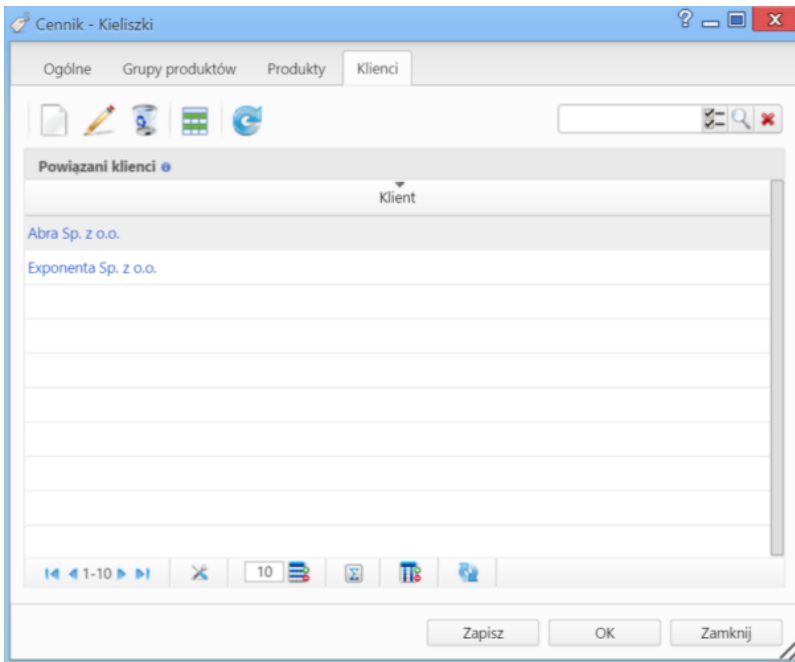 Cennik - Kieliszki
Ogólne Grupy produktów Produkty Klienci
Powiązani klienci
Klient
Abra Sp. z o.o.
Exponenta Sp. z o.o.
1-10 10
Zapisz OK Zamknij